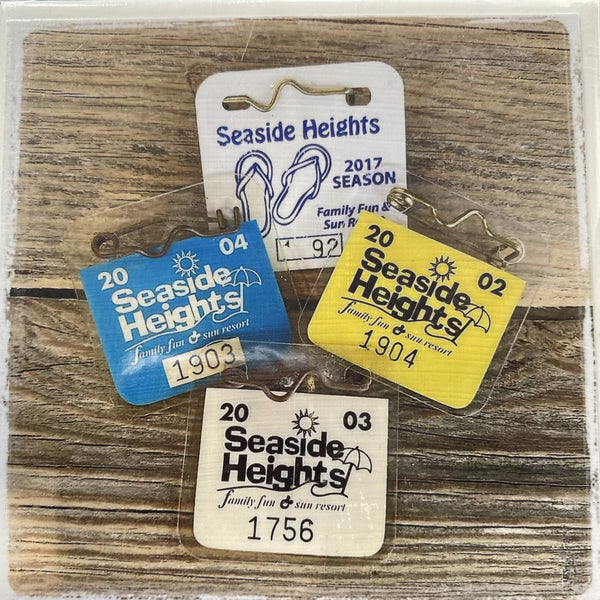 Seaside Heights
2017
SEASON
Family Fun &
Sun
1 92
20 04
Seaside
Heights
family fun & sun resort
1903
20 02
Seaside
Heights
family fun & sun resort
1904
20 03
Seaside
Heights
family fun & sun resort
1756